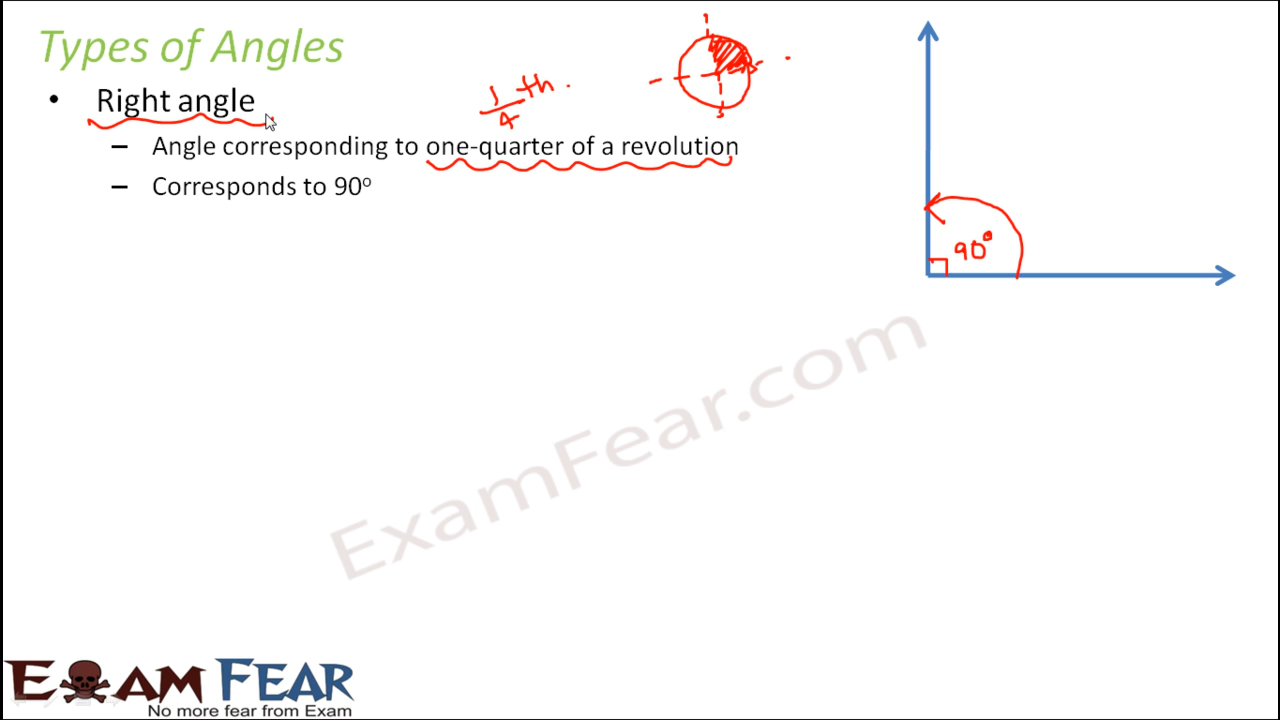 Types of Angles
• Right angle
1/4 th.
– Angle corresponding to one-quarter of a revolution
– Corresponds to 90º
90°
ExamFear.com
EXAM FEAR
No more fear from Exam